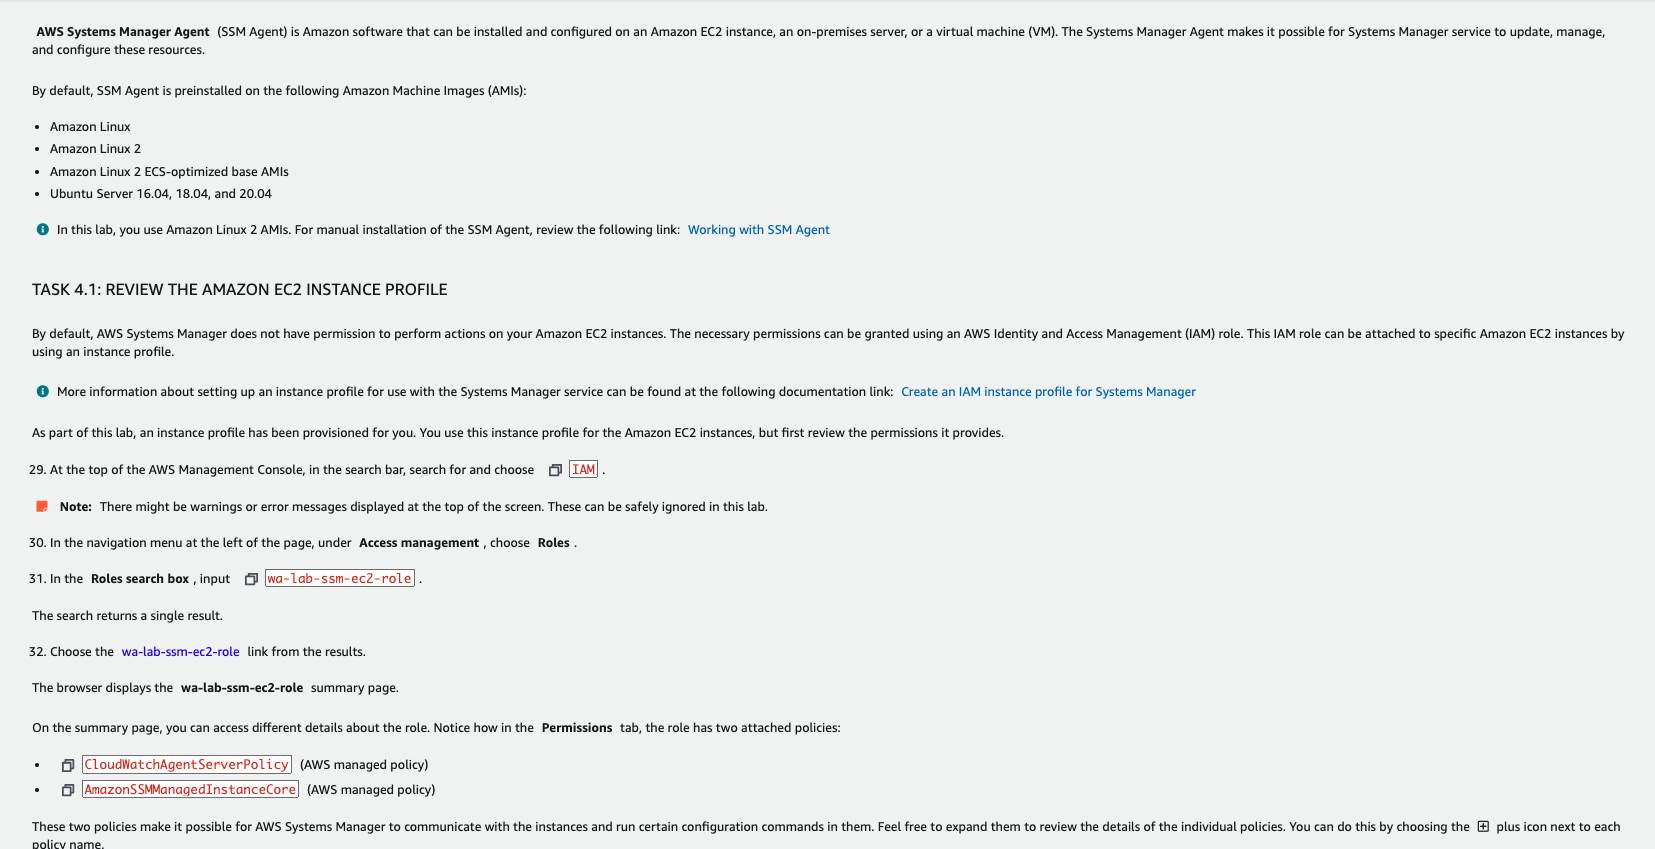 AWS Systems Manager Agent (SSM Agent) is Amazon software that can be installed and configured on an Amazon EC2 instance, an on-premises server, or a virtual machine (VM). The Systems Manager Agent makes it possible for Systems Manager service to update, manage,
and configure these resources.
By default, SSM Agent is preinstalled on the following Amazon Machine Images (AMIs):
• Amazon Linux
• Amazon Linux 2
• Amazon Linux 2 ECS-optimized base AMIs
• Ubuntu Server 16.04, 18.04, and 20.04
In this lab, you use Amazon Linux 2 AMIs. For manual installation of the SSM Agent, review the following link: Working with SSM Agent
TASK 4.1: REVIEW THE AMAZON EC2 INSTANCE PROFILE
By default, AWS Systems Manager does not have permission to perform actions on your Amazon EC2 instances. The necessary permissions can be granted using an AWS Identity and Access Management (IAM) role. This IAM role can be attached to specific Amazon EC2 instances by
using an instance profile.
More information about setting up an instance profile for use with the Systems Manager service can be found at the following documentation link: Create an IAM instance profile for Systems Manager
As part of this lab, an instance profile has been provisioned for you. You use this instance profile for the Amazon EC2 instances, but first review the permissions it provides.
29. At the top of the AWS Management Console, in the search bar, search for and choose IAM .
Note: There might be warnings or error messages displayed at the top of the screen. These can be safely ignored in this lab.
30. In the navigation menu at the left of the page, under Access management , choose Roles .
31. In the Roles search box , input wa-lab-ssm-ec2-role .
The search returns a single result.
32. Choose the wa-lab-ssm-ec2-role link from the results.
The browser displays the wa-lab-ssm-ec2-role summary page.
On the summary page, you can access different details about the role. Notice how in the Permissions tab, the role has two attached policies:
• CloudWatchAgentServerPolicy (AWS managed policy)
• AmazonSSMManagedInstanceCore (AWS managed policy)
These two policies make it possible for AWS Systems Manager to communicate with the instances and run certain configuration commands in them. Feel free to expand them to review the details of the individual policies. You can do this by choosing the plus icon next to each
policy name.